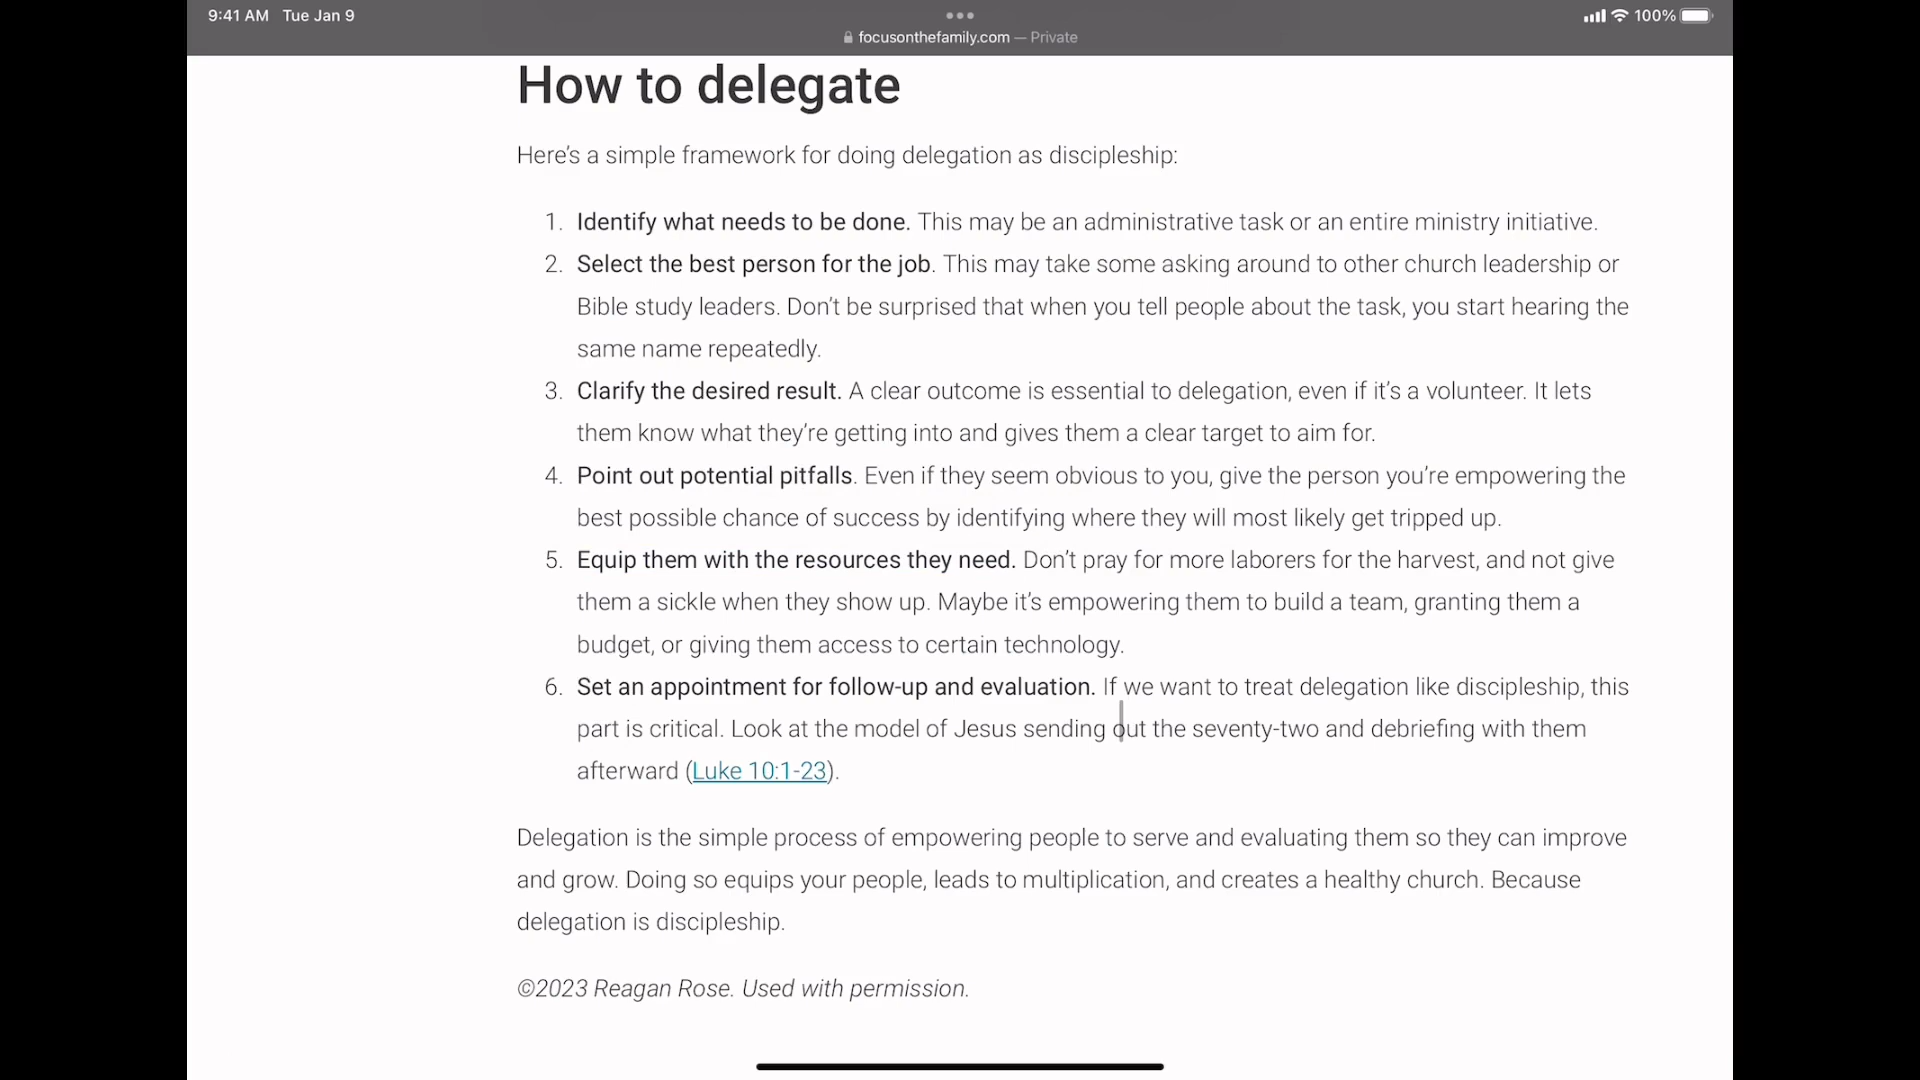 9:41 AM Tue Jan 9
100%
focusonthefamily.com — Private
How to delegate
Here’s a simple framework for doing delegation as discipleship:
1. Identify what needs to be done. This may be an administrative task or an entire ministry initiative.
2. Select the best person for the job. This may take some asking around to other church leadership or
Bible study leaders. Don’t be surprised that when you tell people about the task, you start hearing the
same name repeatedly.
3. Clarify the desired result. A clear outcome is essential to delegation, even if it’s a volunteer. It lets
them know what they’re getting into and gives them a clear target to aim for.
4. Point out potential pitfalls. Even if they seem obvious to you, give the person you’re empowering the
best possible chance of success by identifying where they will most likely get tripped up.
5. Equip them with the resources they need. Don’t pray for more laborers for the harvest, and not give
them a sickle when they show up. Maybe it’s empowering them to build a team, granting them a
budget, or giving them access to certain technology.
6. Set an appointment for follow-up and evaluation. If we want to treat delegation like discipleship, this
part is critical. Look at the model of Jesus sending out the seventy-two and debriefing with them
afterward (Luke 10:1-23).
Delegation is the simple process of empowering people to serve and evaluating them so they can improve
and grow. Doing so equips your people, leads to multiplication, and creates a healthy church. Because
delegation is discipleship.
©2023 Reagan Rose. Used with permission.